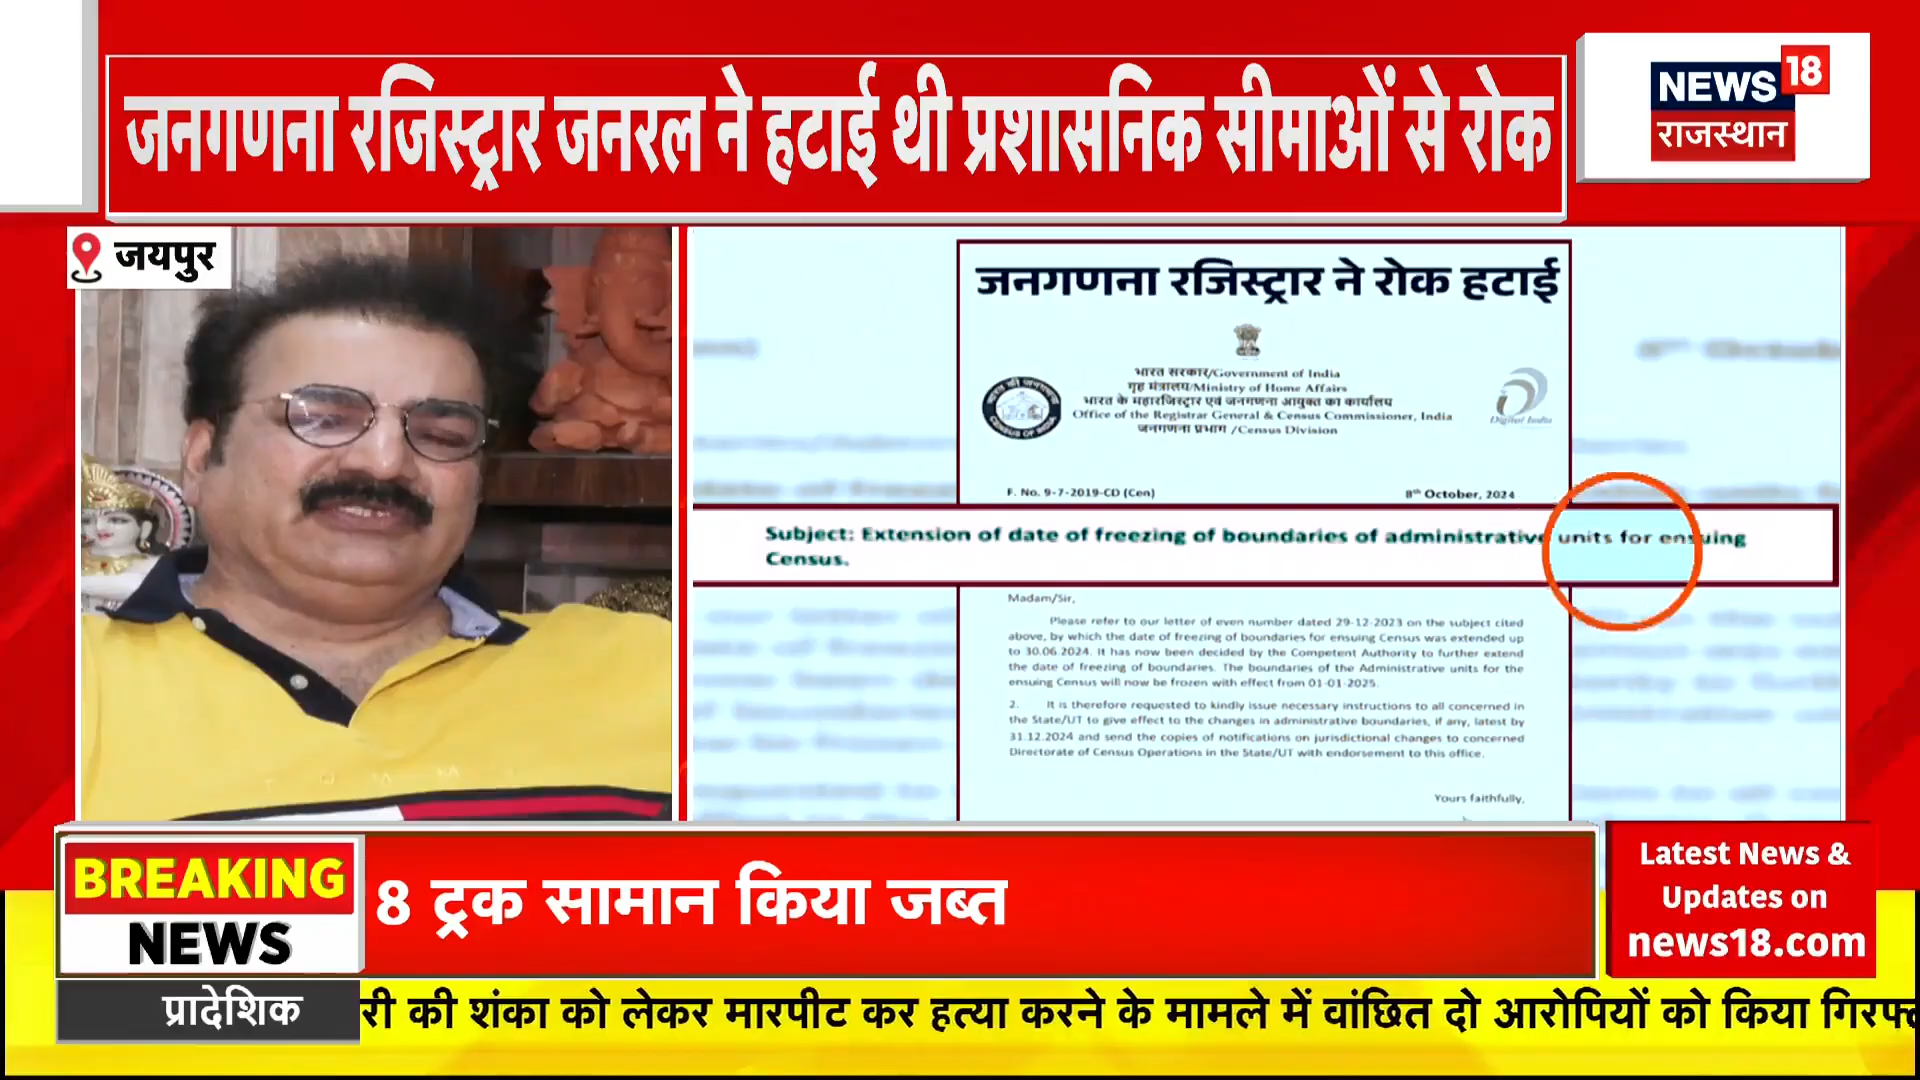 जनगणना रजिस्ट्रार जनरल ने हटाई थी प्रशासनिक सीमाओं से रोक
NEWS 18
राजस्थान
जयपुर
जनगणना रजिस्ट्रार ने रोक हटाई
भारत सरकार/Government of India
गृह मंत्रालय/Ministry of Home Affairs
भारत के महारजिस्ट्रार एवं जनगणना आयुक्त का कार्यालय
Office of the Registrar General & Census Commissioner, India
जनगणना प्रभाग /Census Division
भारत की जनगणना
CENSUS OF INDIA
Digital India
F. No. 9-7-2019-CD (Cen)
8th October, 2024
Subject: Extension of date of freezing of boundaries of administrative units for ensuing
Census.
Madam/Sir,
Please refer to our letter of even number dated 29-12-2023 on the subject cited
above, by which the date of freezing of boundaries for ensuing Census was extended up
to 30.06.2024. It has now been decided by the Competent Authority to further extend
the date of freezing of boundaries. The boundaries of the Administrative units for the
ensuing Census will now be frozen with effect from 01-01-2025.
2. It is therefore requested to kindly issue necessary instructions to all concerned in
the State/UT to give effect to the changes in administrative boundaries, if any, latest by
31.12.2024 and send the copies of notifications on jurisdictional changes to concerned
Directorate of Census Operations in the State/UT with endorsement to this office.
Yours faithfully,
BREAKING
NEWS
8 ट्रक सामान किया जब्त
Latest News &
Updates on
news18.com
प्रादेशिक
री की शंका को लेकर मारपीट कर हत्या करने के मामले में वांछित दो आरोपियों को किया